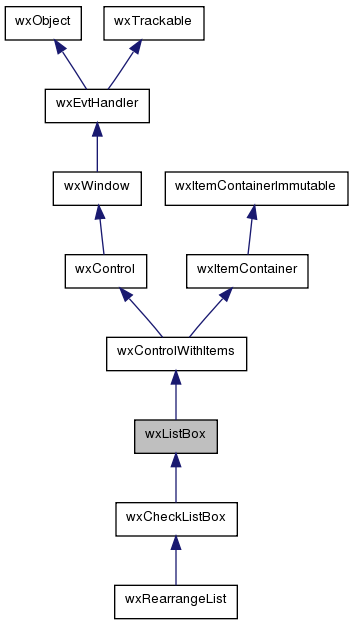 wxObject
wxTrackable
wxEvtHandler
wxWindow
wxItemContainerImmutable
wxControl
wxItemContainer
wxControlWithItems
wxListBox
wxCheckListBox
wxRearrangeList